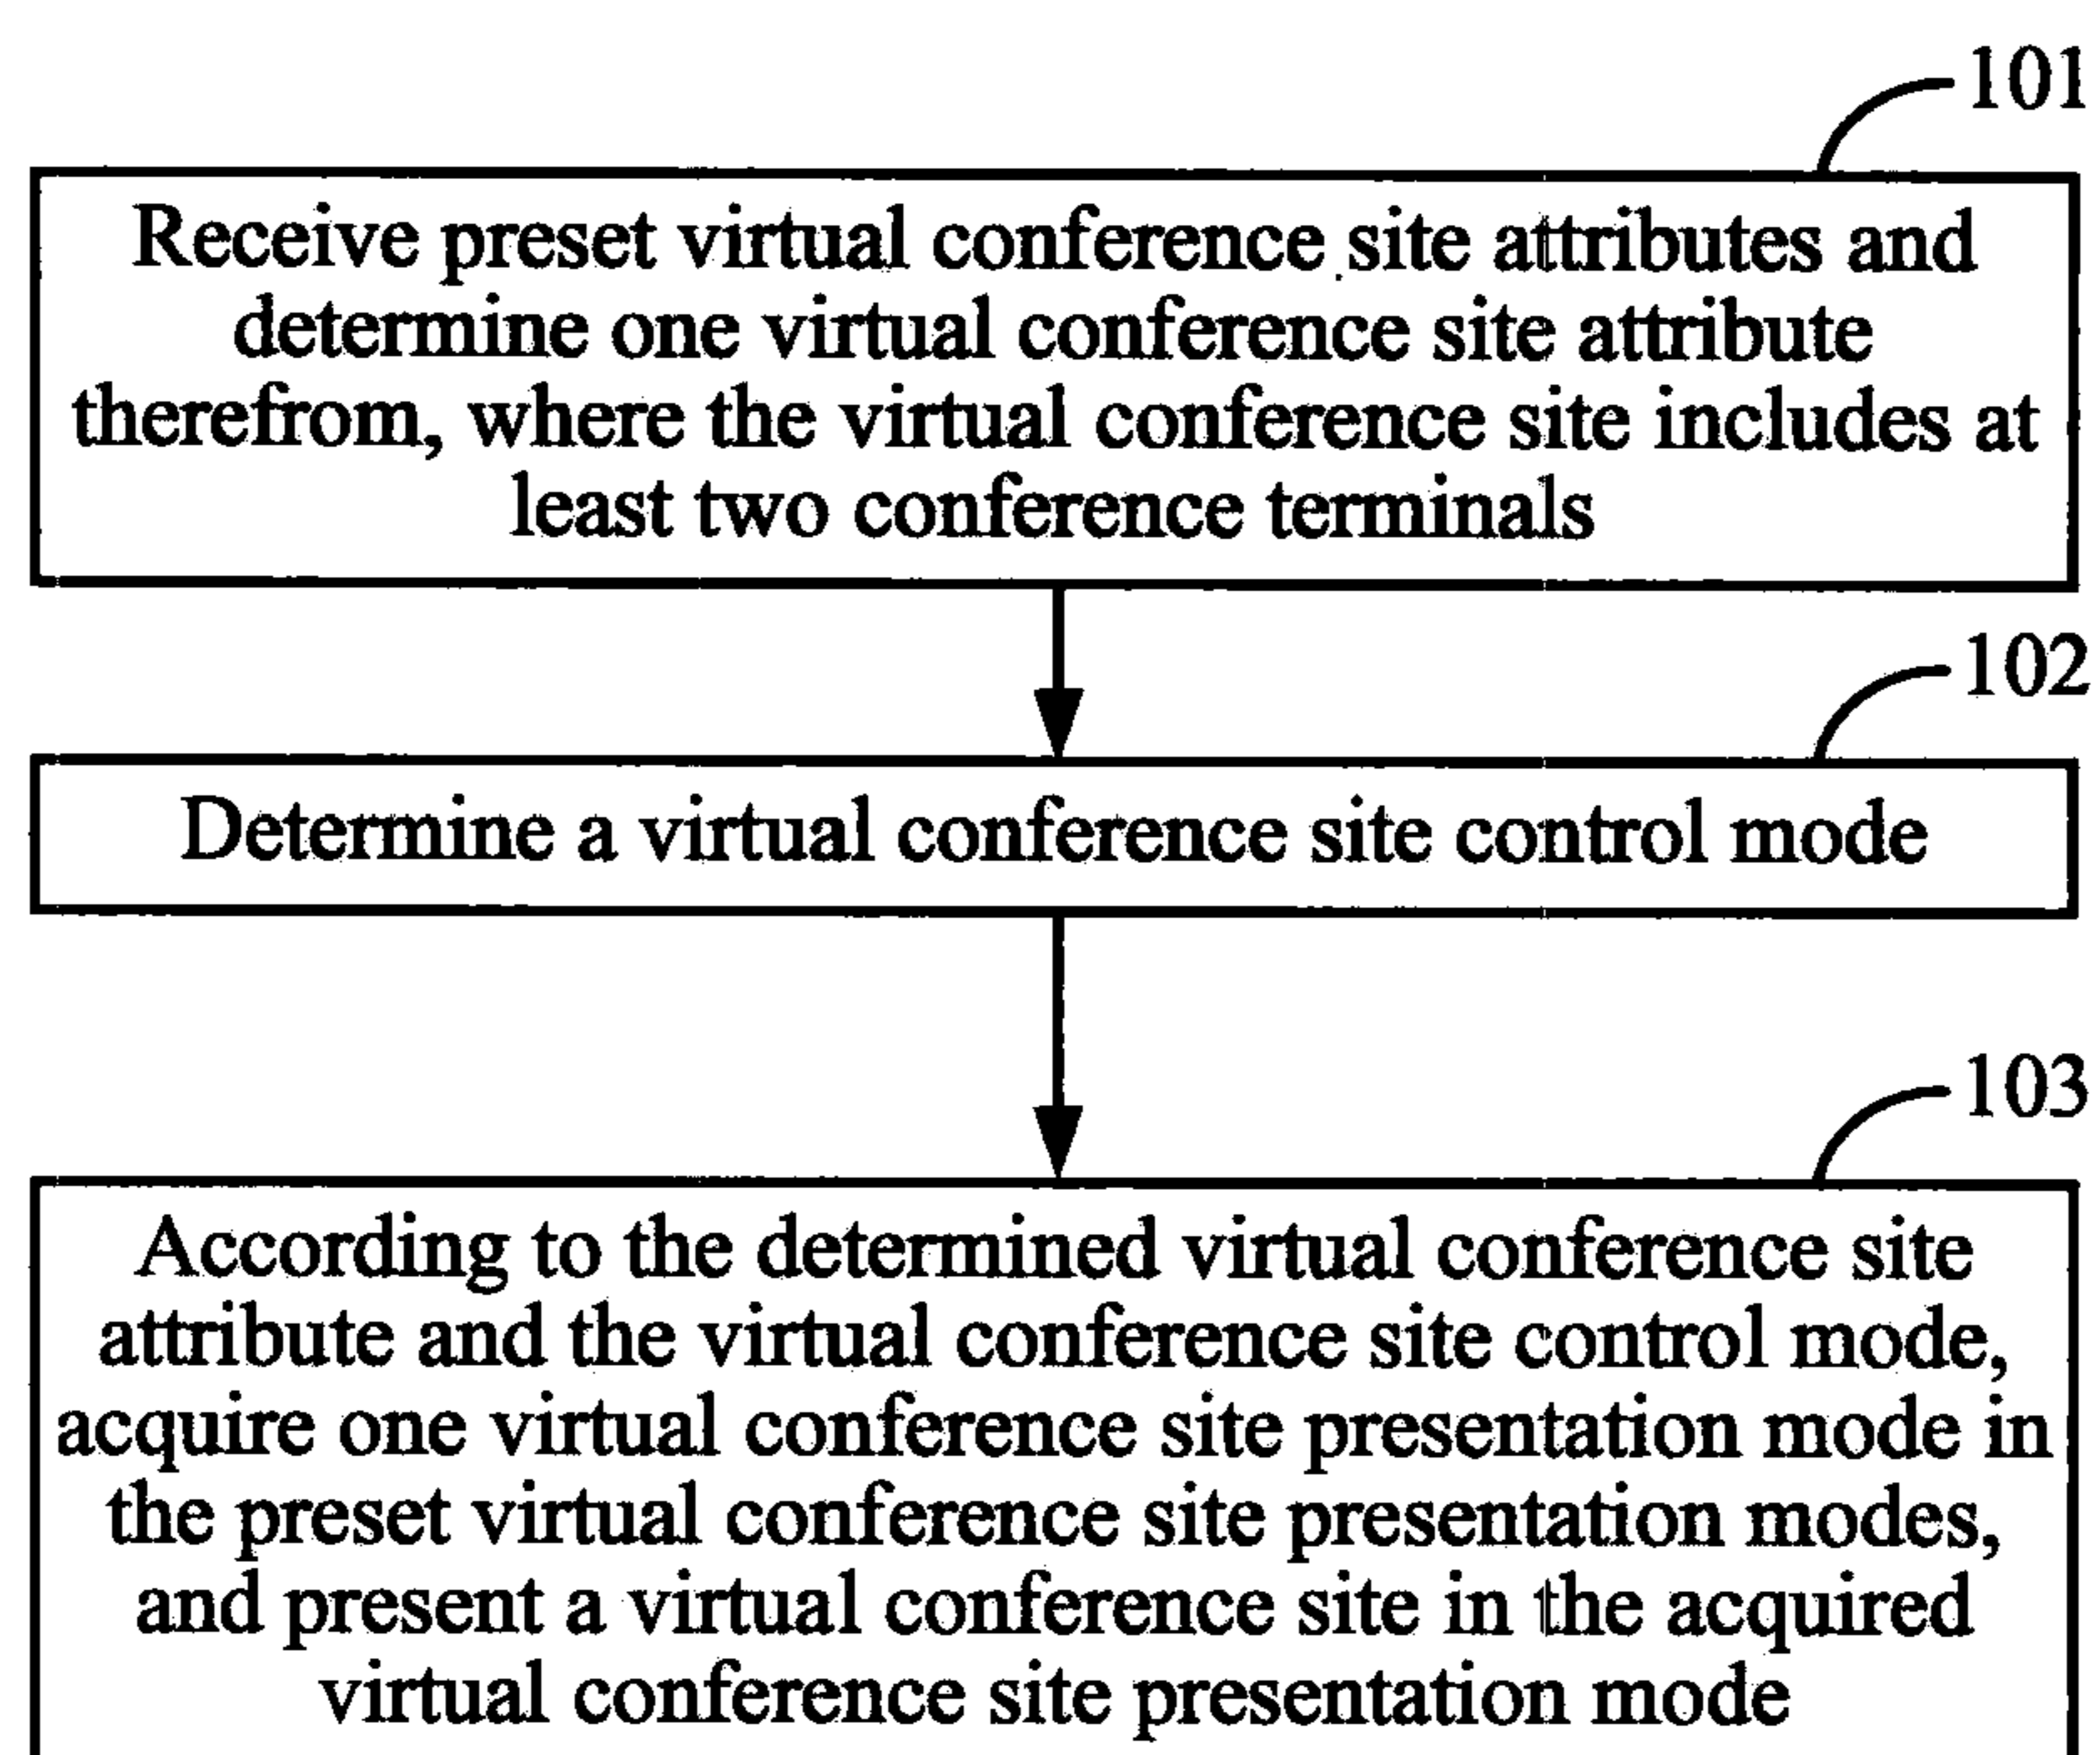 101
Receive preset virtual conference site attributes and
determine one virtual conference site attribute
therefrom, where the virtual conference site includes at
least two conference terminals
102
Determine a virtual conference site control mode
103
According to the determined virtual conference site
attribute and the virtual conference site control mode,
acquire one virtual conference site presentation mode in
the preset virtual conference site presentation modes,
and present a virtual conference site in the acquired
virtual conference site presentation mode